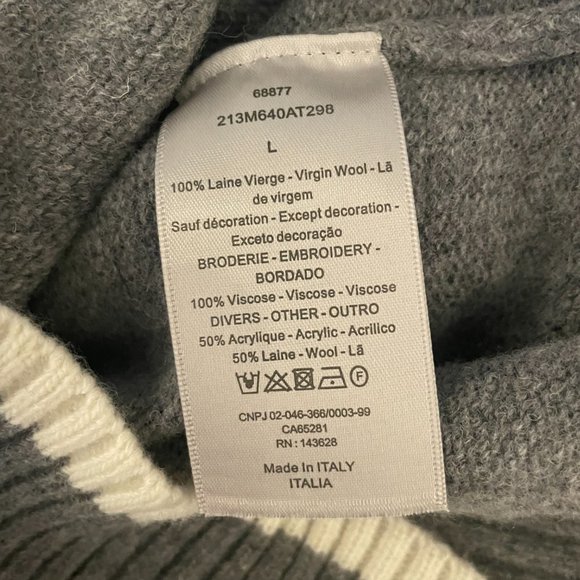 68877
213M640AT298
L
100% Laine Vierge - Virgin Wool - Lã
de virgem
Sauf décoration - Except decoration -
Exceto decoração
BRODERIE - EMBROIDERY -
BORDADO
100% Viscose - Viscose - Viscose
DIVERS - OTHER - OUTRO
50% Acrylique - Acrylic - Acrilico
50% Laine - Wool - Lã
F
CNPJ 02-046-366/0003-99
CA65281
RN : 143628
Made In ITALY
ITALIA